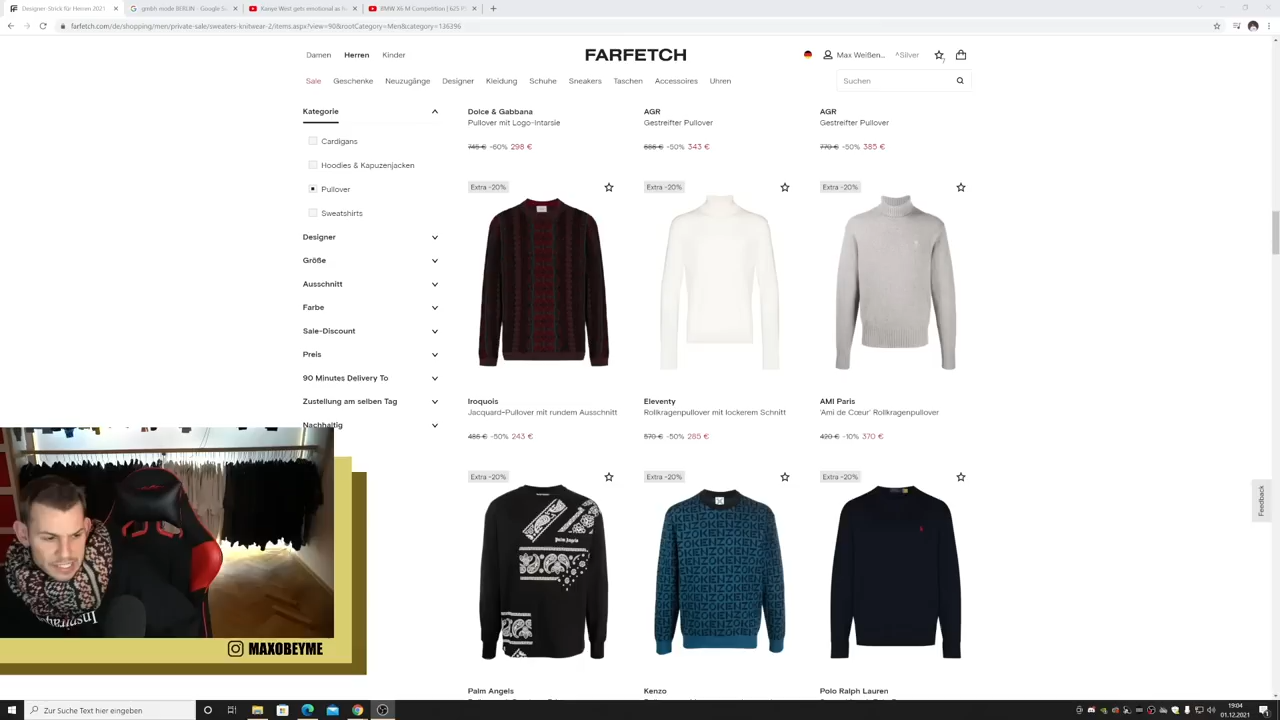 Designer-Strick für Herren 2021
gmbh mode BERLIN - Google S
Kanye West gets emotional as h
BMW X6 M Competition | 625 P
farfetch.com/de/shopping/men/private-sale/sweaters-knitwear-2/items.aspx?view=90&rootCategory=Men&category=136396
Damen Herren Kinder
FARFETCH
Max Weißen... ^Silver
Sale Geschenke Neuzugänge Designer Kleidung Schuhe Sneakers Taschen Accessoires Uhren
Suchen
Kategorie
Cardigans
Hoodies & Kapuzenjacken
Pullover
Sweatshirts
Designer
Größe
Ausschnitt
Farbe
Sale-Discount
Preis
90 Minutes Delivery To
Zustellung am selben Tag
Nachhaltig
Dolce & Gabbana
Pullover mit Logo-Intarsie
745 € -60% 298 €
AGR
Gestreifter Pullover
686 € -50% 343 €
AGR
Gestreifter Pullover
770 € -50% 385 €
Extra -20%
Extra -20%
Extra -20%
Iroquois
Jacquard-Pullover mit rundem Ausschnitt
486 € -50% 243 €
Eleventy
Rollkragenpullover mit lockerem Schnitt
570 € -50% 285 €
AMI Paris
'Ami de Cœur' Rollkragenpullover
420 € -10% 370 €
Extra -20%
Extra -20%
Extra -20%
Palm Angels
KENZO
Palm Angels
Kenzo
Polo Ralph Lauren
Feedback
MAXOBEYME
Zur Suche Text hier eingeben
19:04
01.12.2021